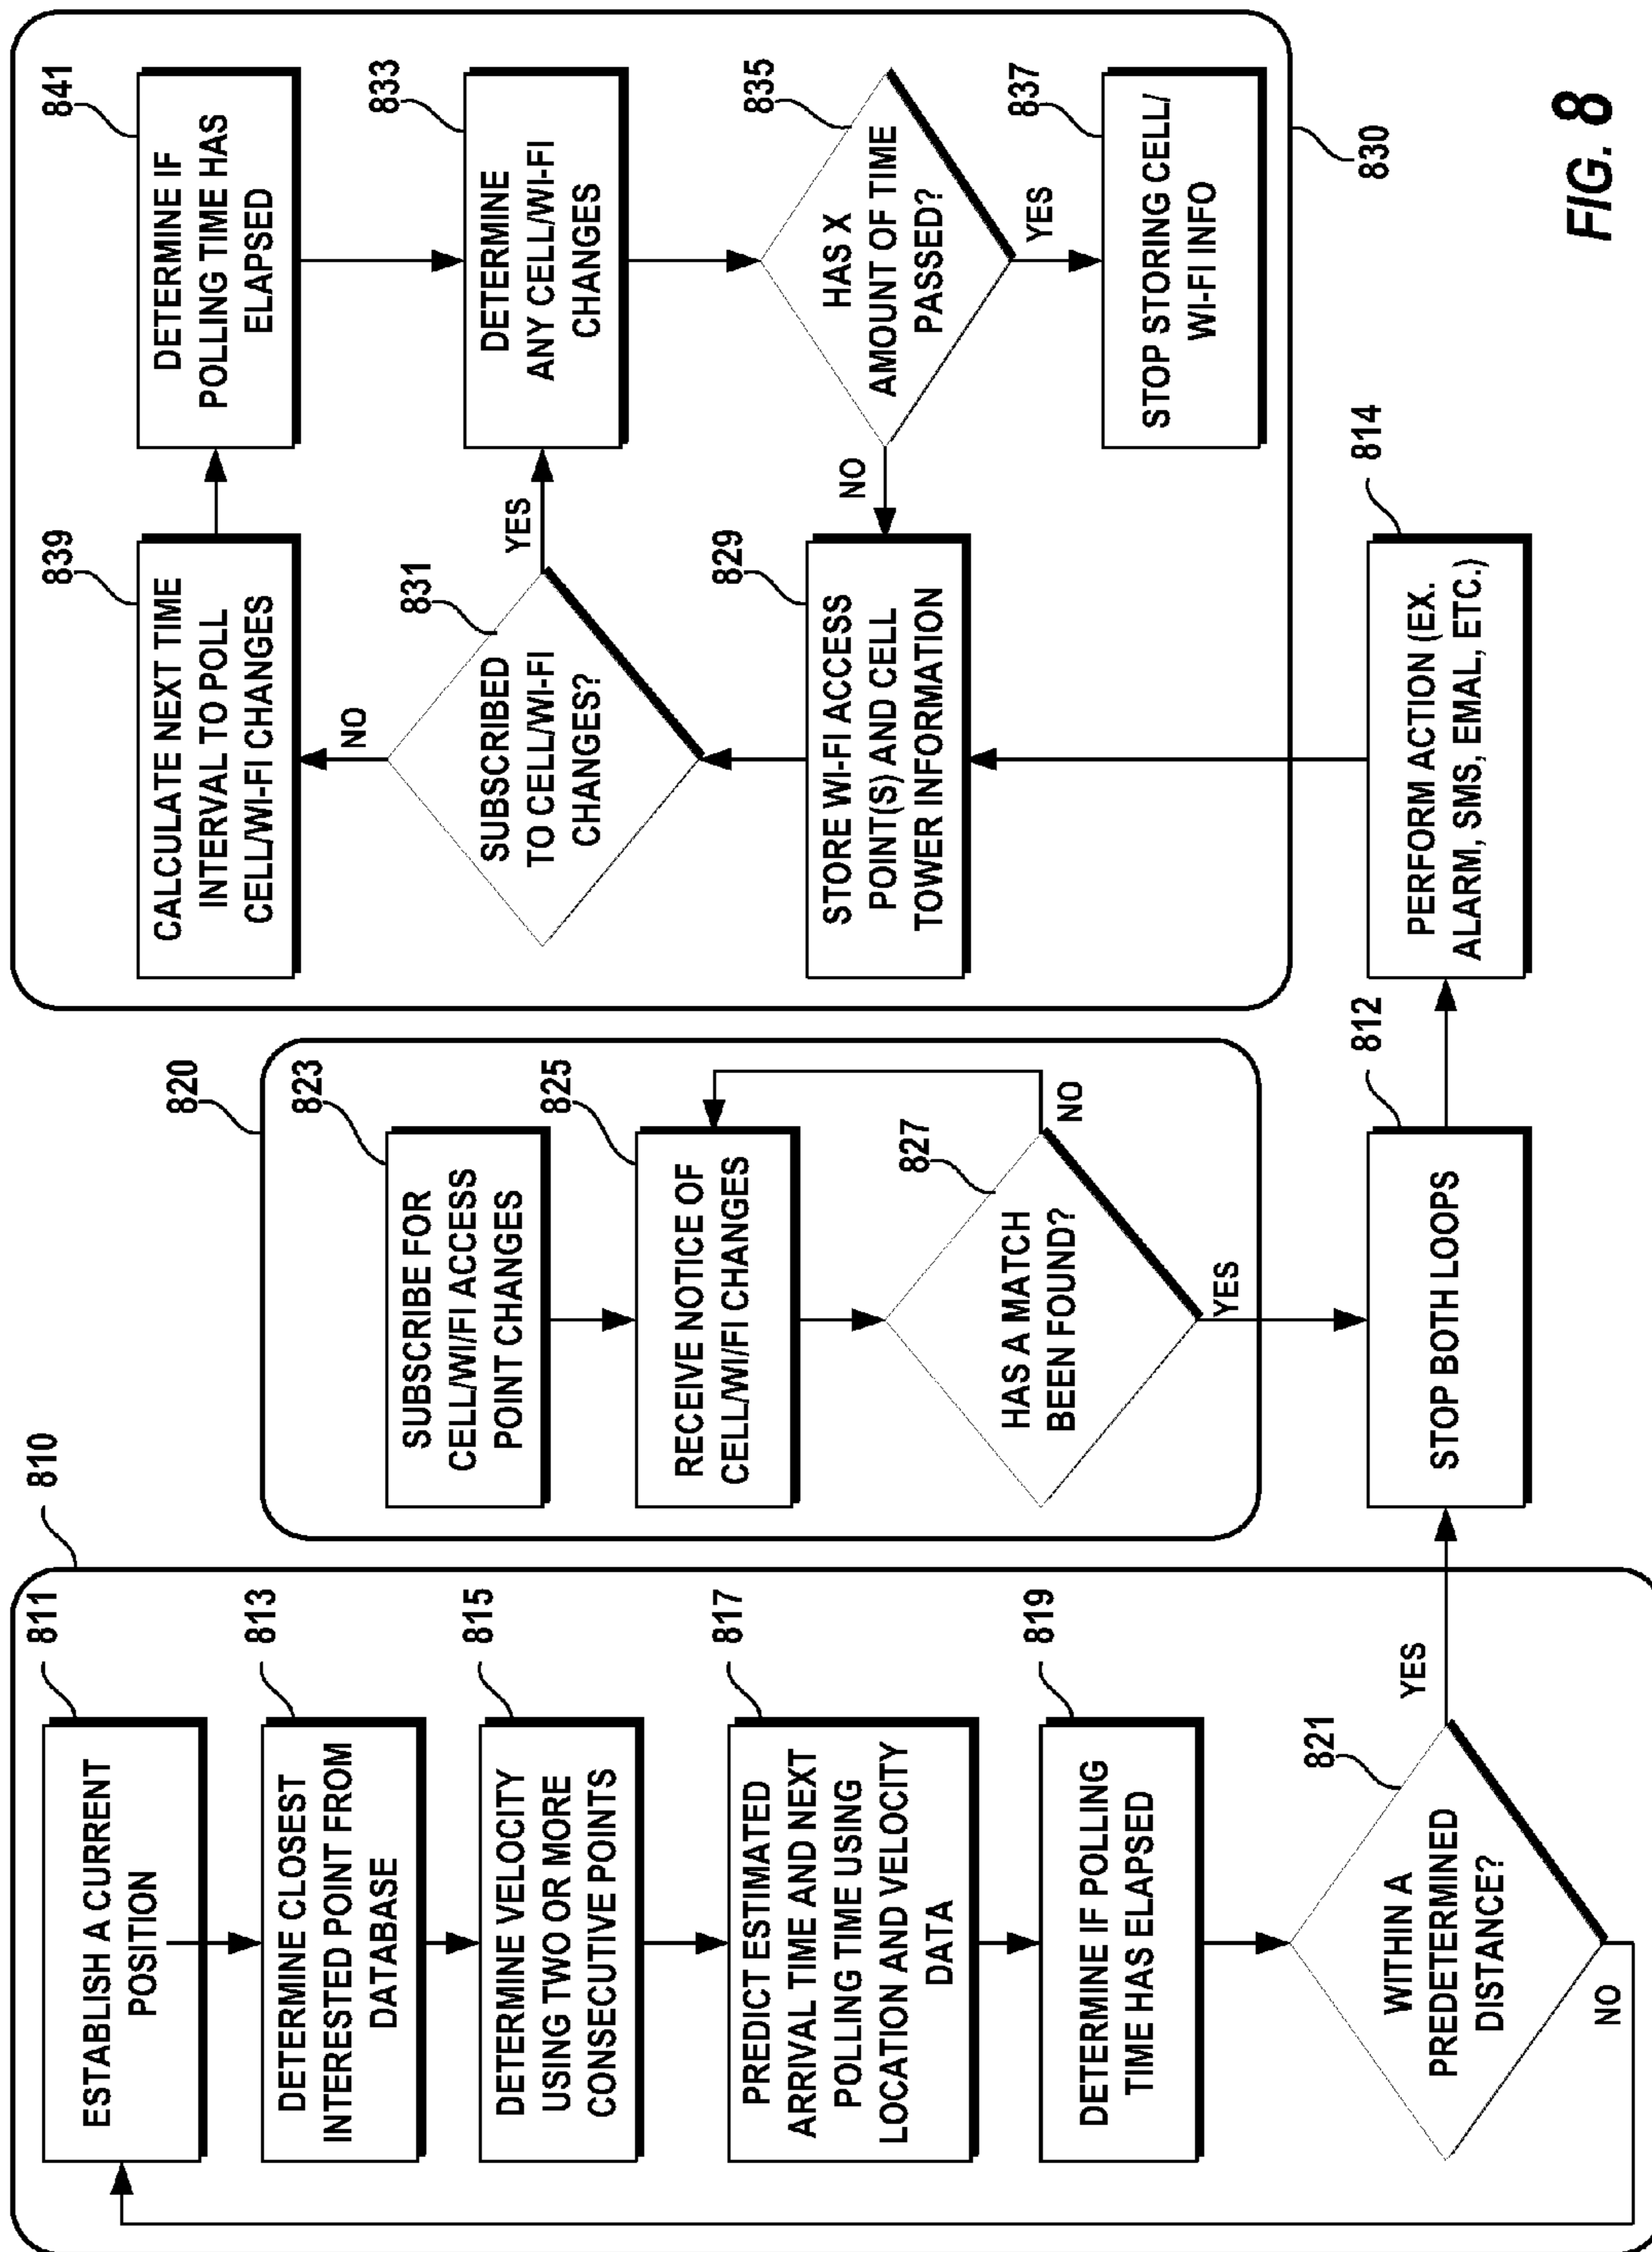 810
811
ESTABLISH A CURRENT
POSITION
813
DETERMINE CLOSEST
INTERESTED POINT FROM
DATABASE
815
DETERMINE VELOCITY
USING TWO OR MORE
CONSECUTIVE POINTS
817
PREDICT ESTIMATED
ARRIVAL TIME AND NEXT
POLLING TIME USING
LOCATION AND VELOCITY
DATA
819
DETERMINE IF POLLING
TIME HAS ELAPSED
821
WITHIN A
PREDETERMINED
DISTANCE?
YES
NO
820
823
SUBSCRIBE FOR
CELL/WI/FI ACCESS
POINT CHANGES
825
RECEIVE NOTICE OF
CELL/WI/FI CHANGES
827
HAS A MATCH
BEEN FOUND?
NO
YES
812
STOP BOTH LOOPS
814
PERFORM ACTION (EX.
ALARM, SMS, EMAL, ETC.)
839
CALCULATE NEXT TIME
INTERVAL TO POLL
CELL/WI-FI CHANGES
841
DETERMINE IF
POLLING TIME HAS
ELAPSED
NO
831
SUBSCRIBED
TO CELL/WI-FI
CHANGES?
YES
833
DETERMINE
ANY CELL/WI-FI
CHANGES
829
STORE WI-FI ACCESS
POINT(S) AND CELL
TOWER INFORMATION
NO
835
HAS X
AMOUNT OF TIME
PASSED?
YES
837
STOP STORING CELL/
WI-FI INFO
830
FIG. 8